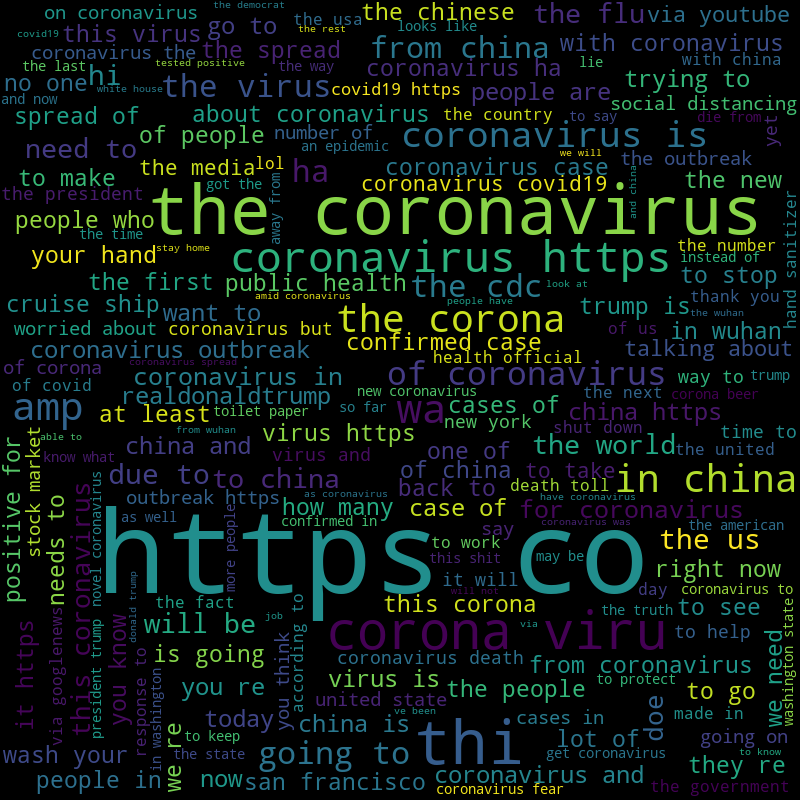 the democrat
on coronavirus
the usa
the chinese
the flu
via youtube
covid19
this virus
go to
the rest
looks like
coronavirus the
the spread
from china
with coronavirus
the last
tested positive
the way
lie
with china
no one
hi
white house
the virus
covid19 https
coronavirus ha
people are
trying to
and now
social distancing
spread of
about coronavirus
the country
to say
die from
of people
number of
an epidemic
coronavirus is
yet
need to
we will
the outbreak
the media
lol
ha
coronavirus case
to make
got the
coronavirus covid19
and china
the new
the president
away from
people who
the coronavirus
hand sanitizer
the time
your hand
stay home
coronavirus https
the number
instead of
the first
public health
the cdc
look at
to stop
cruise ship
amid coronavirus
people have
trump is
thank you
want to
the corona
the wuhan
worried about
coronavirus but
of us
in wuhan
coronavirus outbreak
confirmed case
talking about
of corona
coronavirus spread
health official
of covid
coronavirus in
of coronavirus
way to
trump
realdonaldtrump
new coronavirus
the next
corona beer
amp
at least
toilet paper
so far
wa
cases of
china https
new york
shut down
time to
able to
from wuhan
virus https
positive for
stock market
know what
china and
virus and
one of
the world
the united
due to
to china
of china
to take
in china
back to
death toll
needs to
this coronavirus
novel coronavirus
outbreak https
as coronavirus
how many
case of
have coronavirus
for coronavirus
https co
as well
more people
confirmed in
say
coronavirus was
the american
to work
the us
this shit
may be
it will
day
right now
coronavirus to
will not
the fact
this corona
the truth
to see
it https
via googlenews
you know
president trump
donald trump
will be
job
according to
corona viru
via
to help
we need
washington state
is going
response to
you think
coronavirus death
from coronavirus
you re
virus is
the people
to protect
to go
united state
ve been
made in
today
china is
thi
cases in
doe
going on
in washington
to keep
wash your
we re
the state
going to
lot of
get coronavirus
to know
they re
people in
now
san francisco
coronavirus and
coronavirus fear
the government